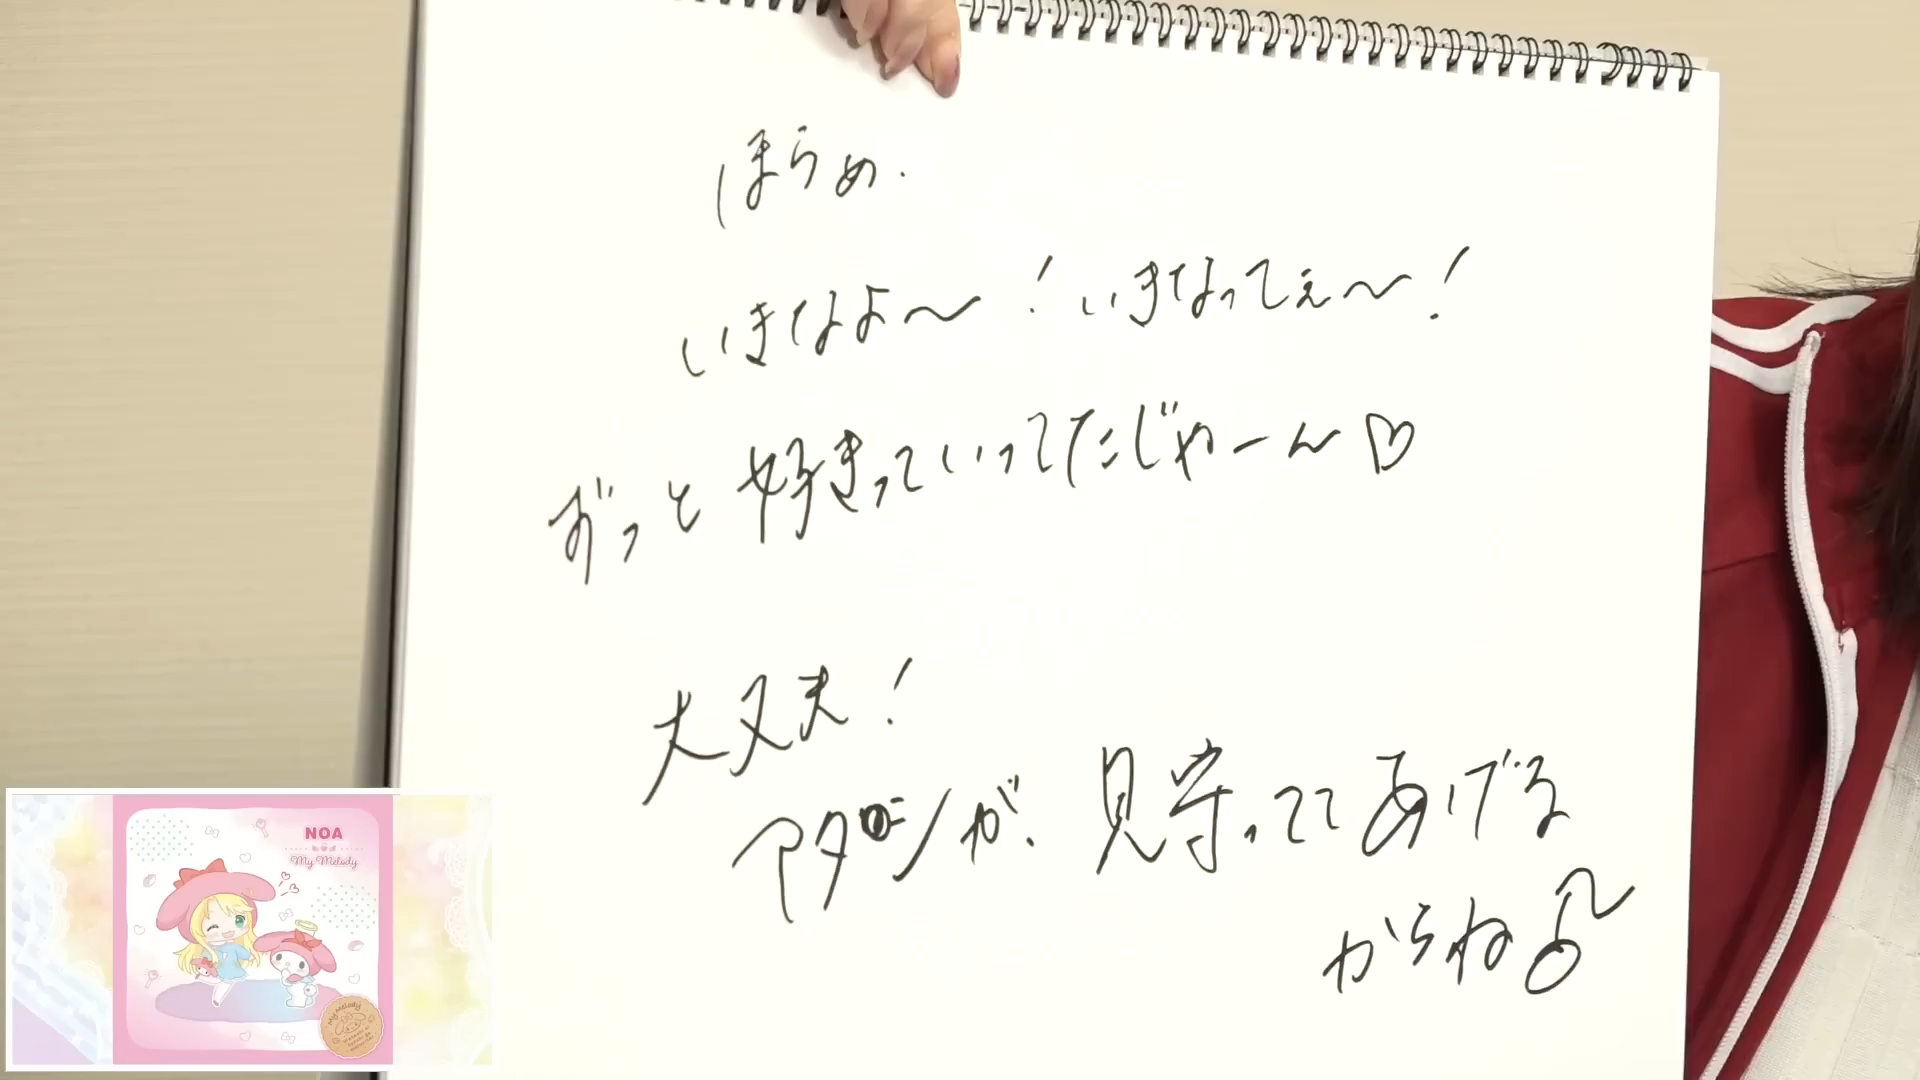 ほらめ.
いきなよ〜！いきなってぇ〜！
ずっと好きっていってたじゃーん♡
大丈夫！
アタシが、見守っててあげる
からね♪
NOA
My Melody